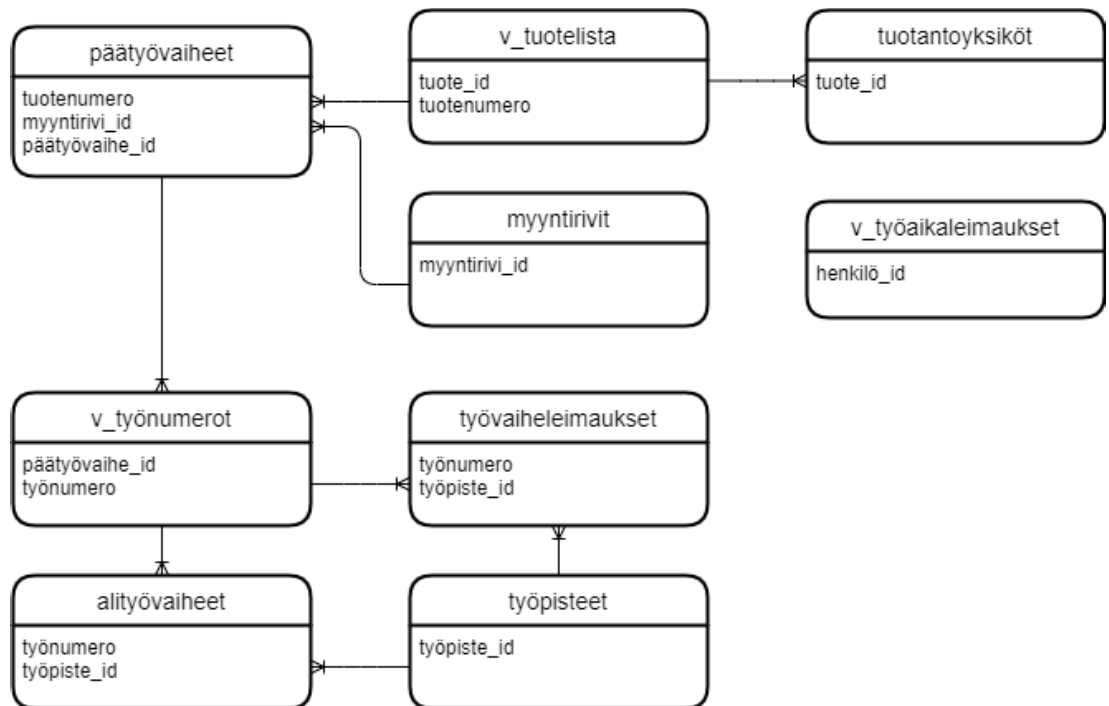 päätyövaiheet
tuotenumero
myyntirivi_id
päätyövaihe_id
v_tuotelista
tuote_id
tuotenumero
tuotantoyksiköt
tuote_id
myyntirivit
myyntirivi_id
v_työaikaleimaukset
henkilö_id
v_työnumerot
päätyövaihe_id
työnumero
työvaiheleimaukset
työnumero
työpiste_id
alityövaiheet
työnumero
työpiste_id
työpisteet
työpiste_id